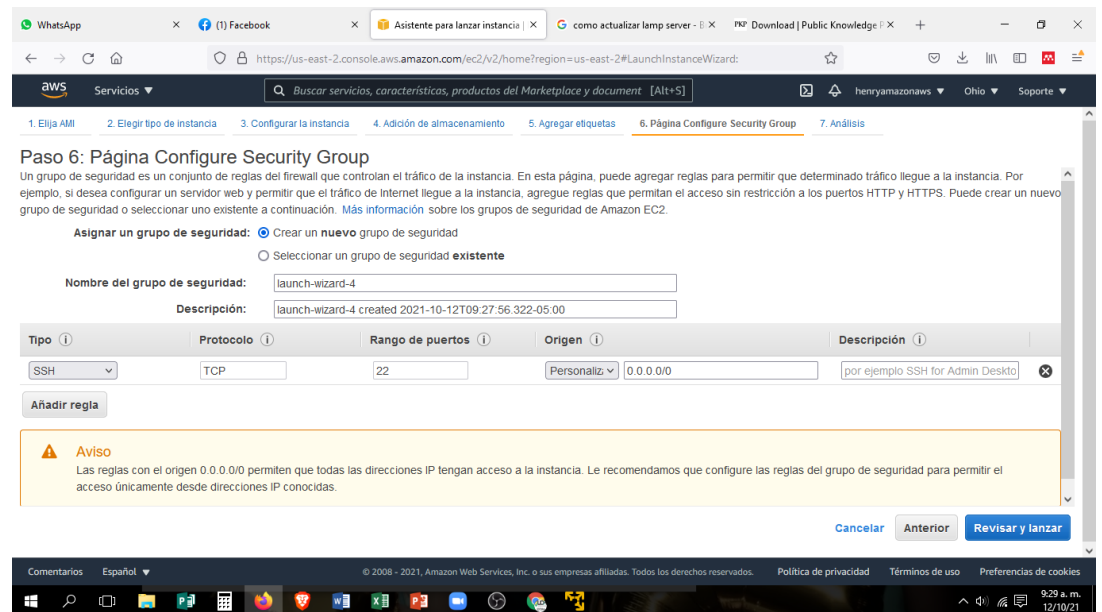 WhatsApp
(1) Facebook
Asistente para lanzar instancia |
como actualizar lamp server - B
PKP Download | Public Knowledge P
https://us-east-2.console.aws.amazon.com/ec2/v2/home?region=us-east-2#LaunchInstanceWizard:
aws
Servicios
Buscar servicios, características, productos del Marketplace y document [Alt+S]
henryamazonaws
Ohio
Soporte
1. Elija AMI
2. Elegir tipo de instancia
3. Configurar la instancia
4. Adición de almacenamiento
5. Agregar etiquetas
6. Página Configure Security Group
7. Análisis
Paso 6: Página Configure Security Group
Un grupo de seguridad es un conjunto de reglas del firewall que controlan el tráfico de la instancia. En esta página, puede agregar reglas para permitir que determinado tráfico llegue a la instancia. Por
ejemplo, si desea configurar un servidor web y permitir que el tráfico de Internet llegue a la instancia, agregue reglas que permitan el acceso sin restricción a los puertos HTTP y HTTPS. Puede crear un nuevo
grupo de seguridad o seleccionar uno existente a continuación. Más información sobre los grupos de seguridad de Amazon EC2.
Asignar un grupo de seguridad:
Crear un nuevo grupo de seguridad
Seleccionar un grupo de seguridad existente
Nombre del grupo de seguridad:
launch-wizard-4
Descripción:
launch-wizard-4 created 2021-10-12T09:27:56.322-05:00
Tipo
Protocolo
Rango de puertos
Origen
Descripción
SSH
TCP
22
Personaliz
0.0.0.0/0
por ejemplo SSH for Admin Deskto
Añadir regla
Aviso
Las reglas con el origen 0.0.0.0/0 permiten que todas las direcciones IP tengan acceso a la instancia. Le recomendamos que configure las reglas del grupo de seguridad para permitir el
acceso únicamente desde direcciones IP conocidas.
Cancelar
Anterior
Revisar y lanzar
Comentarios
Español
© 2008 - 2021, Amazon Web Services, Inc. o sus empresas afiliadas. Todos los derechos reservados.
Política de privacidad
Términos de uso
Preferencias de cookies
9:29 a. m.
12/10/21